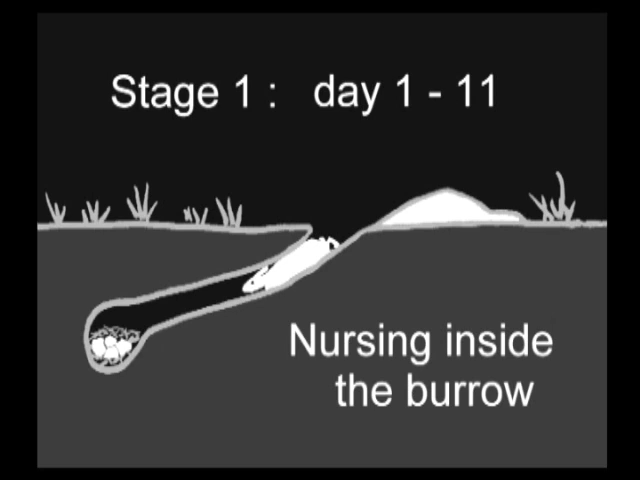 Stage 1 : day 1 - 11
Nursing inside
the burrow